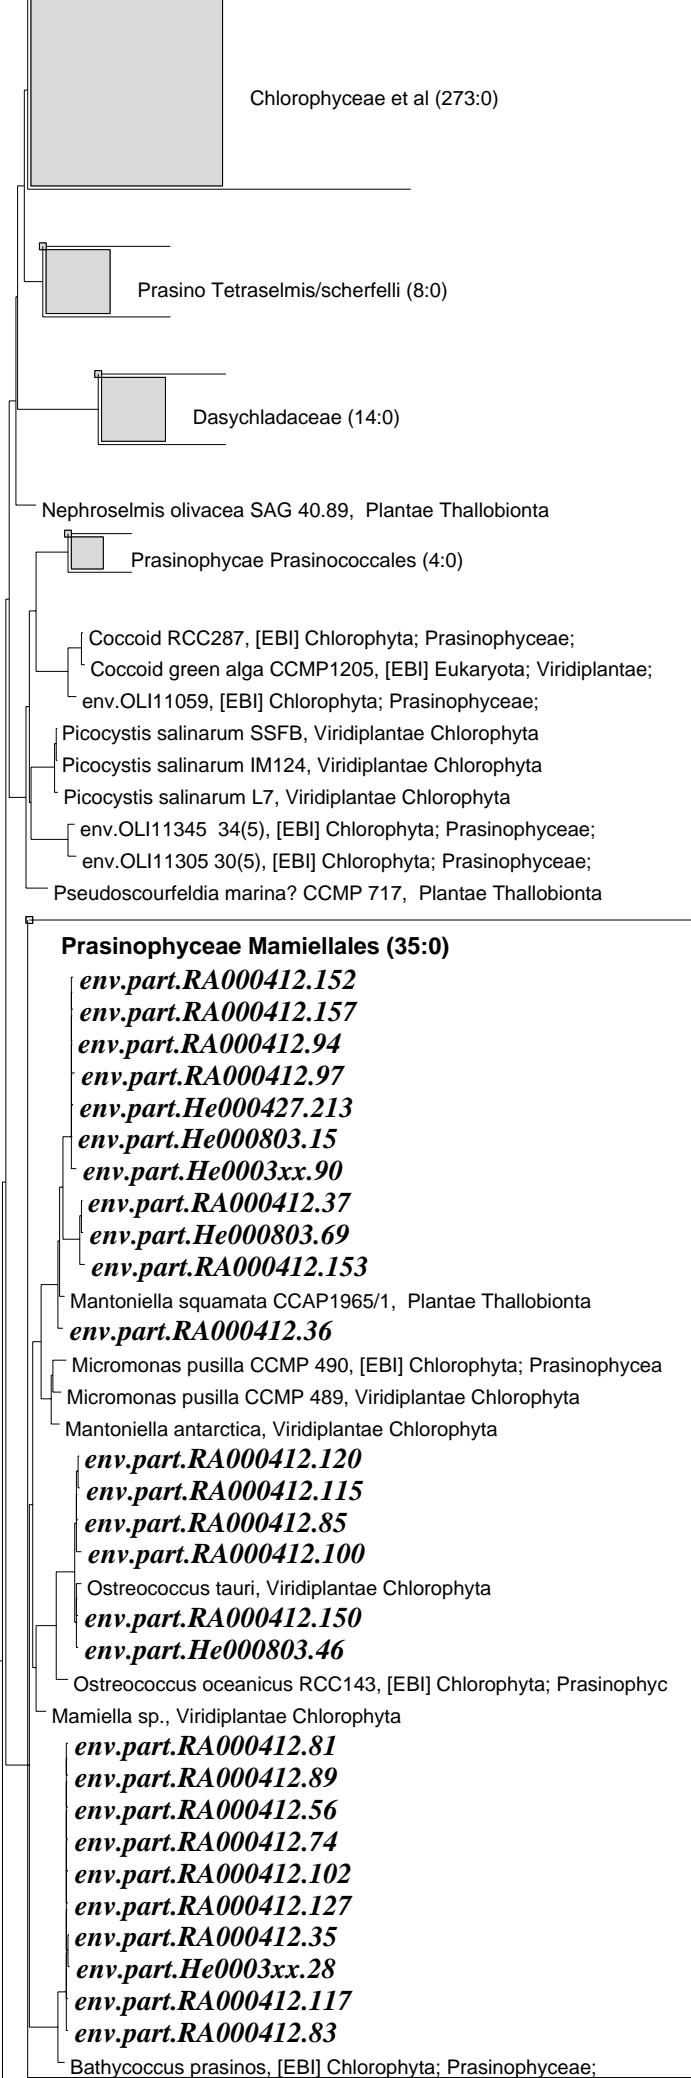 Chlorophyceae et al (273:0)
Prasino Tetraselmis/scherfelli (8:0)
Dasychladaceae (14:0)
Nephroselmis olivacea SAG 40.89,  Plantae Thallobionta
Prasinophycae Prasinococcales (4:0)
Coccoid RCC287, [EBI] Chlorophyta; Prasinophyceae;
Coccoid green alga CCMP1205, [EBI] Eukaryota; Viridiplantae;
env.OLI11059, [EBI] Chlorophyta; Prasinophyceae;
Picocystis salinarum SSFB, Viridiplantae Chlorophyta
Picocystis salinarum IM124, Viridiplantae Chlorophyta
Picocystis salinarum L7, Viridiplantae Chlorophyta
env.OLI11345  34(5), [EBI] Chlorophyta; Prasinophyceae;
env.OLI11305 30(5), [EBI] Chlorophyta; Prasinophyceae;
Pseudoscourfeldia marina? CCMP 717,  Plantae Thallobionta
Prasinophyceae Mamiellales (35:0)
env.part.RA000412.152
env.part.RA000412.157
env.part.RA000412.94
env.part.RA000412.97
env.part.He000427.213
env.part.He000803.15
env.part.He0003xx.90
env.part.RA000412.37
env.part.He000803.69
env.part.RA000412.153
Mantoniella squamata CCAP1965/1,  Plantae Thallobionta
env.part.RA000412.36
Micromonas pusilla CCMP 490, [EBI] Chlorophyta; Prasinophycea
Micromonas pusilla CCMP 489, Viridiplantae Chlorophyta
Mantoniella antarctica, Viridiplantae Chlorophyta
env.part.RA000412.120
env.part.RA000412.115
env.part.RA000412.85
env.part.RA000412.100
Ostreococcus tauri, Viridiplantae Chlorophyta
env.part.RA000412.150
env.part.He000803.46
Ostreococcus oceanicus RCC143, [EBI] Chlorophyta; Prasinophyc
Mamiella sp., Viridiplantae Chlorophyta
env.part.RA000412.81
env.part.RA000412.89
env.part.RA000412.56
env.part.RA000412.74
env.part.RA000412.102
env.part.RA000412.127
env.part.RA000412.35
env.part.He0003xx.28
env.part.RA000412.117
env.part.RA000412.83
Bathycoccus prasinos, [EBI] Chlorophyta; Prasinophyceae;